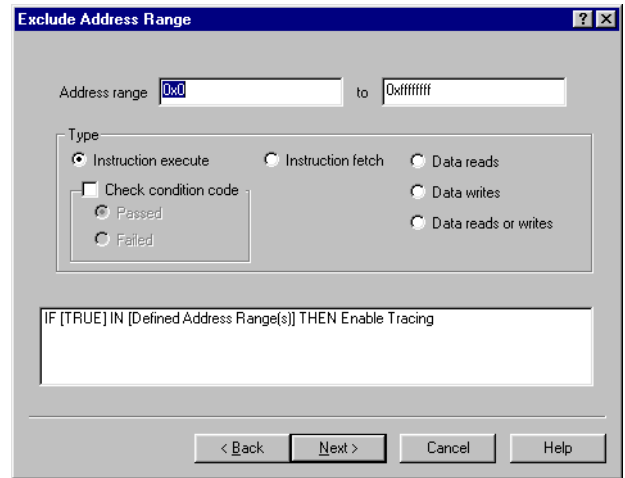 Exclude Address Range
Address range 0x0 to 0xffffffff
Type
Instruction execute Instruction fetch Data reads
Check condition code Data writes
Passed Data reads or writes
Failed
IF [TRUE] IN [Defined Address Range(s)] THEN Enable Tracing
< Back Next > Cancel Help